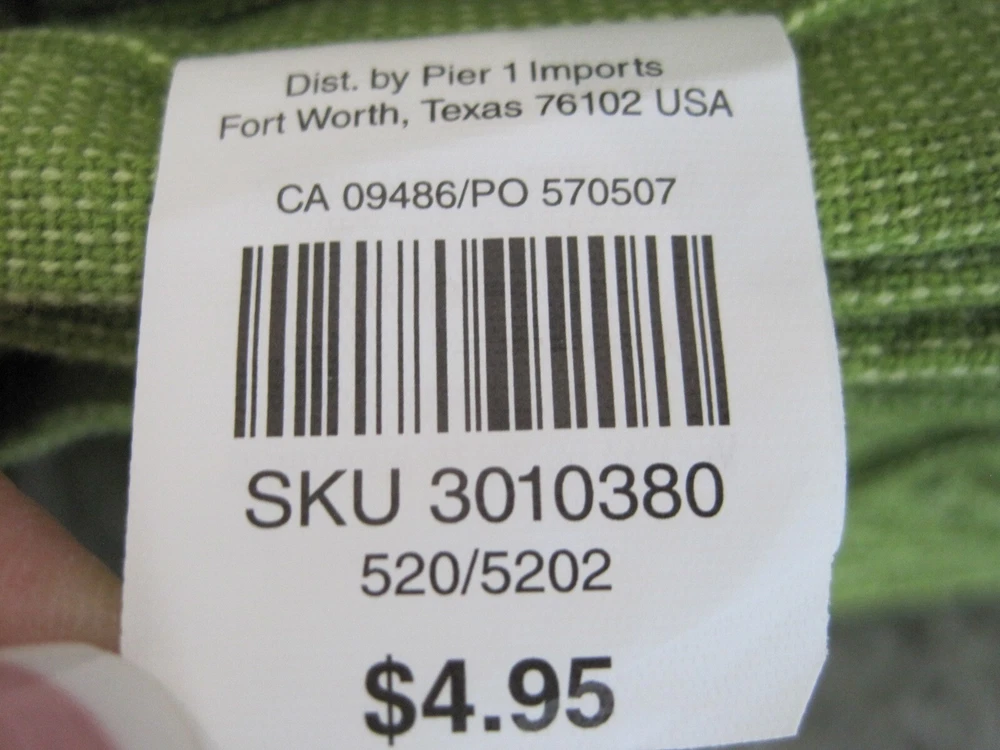 Dist. by Pier 1 Imports
Fort Worth, Texas 76102 USA
CA 09486/PO 570507
SKU 3010380
520/5202
$4.95